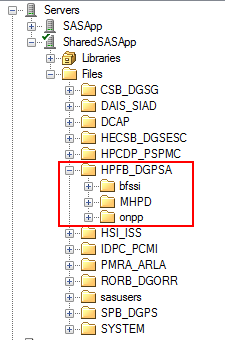 Servers
SASApp
SharedSASApp
Libraries
Files
CSB_DGSG
DAIS_SIAD
DCAP
HECSB_DGSESC
HPCDP_PSPMC
HPFB_DGPSA
bfssi
MHPD
onpp
HSI_ISS
IDPC_PCMI
PMRA_ARLA
RORB_DGORR
sasusers
SPB_DGPS
SYSTEM